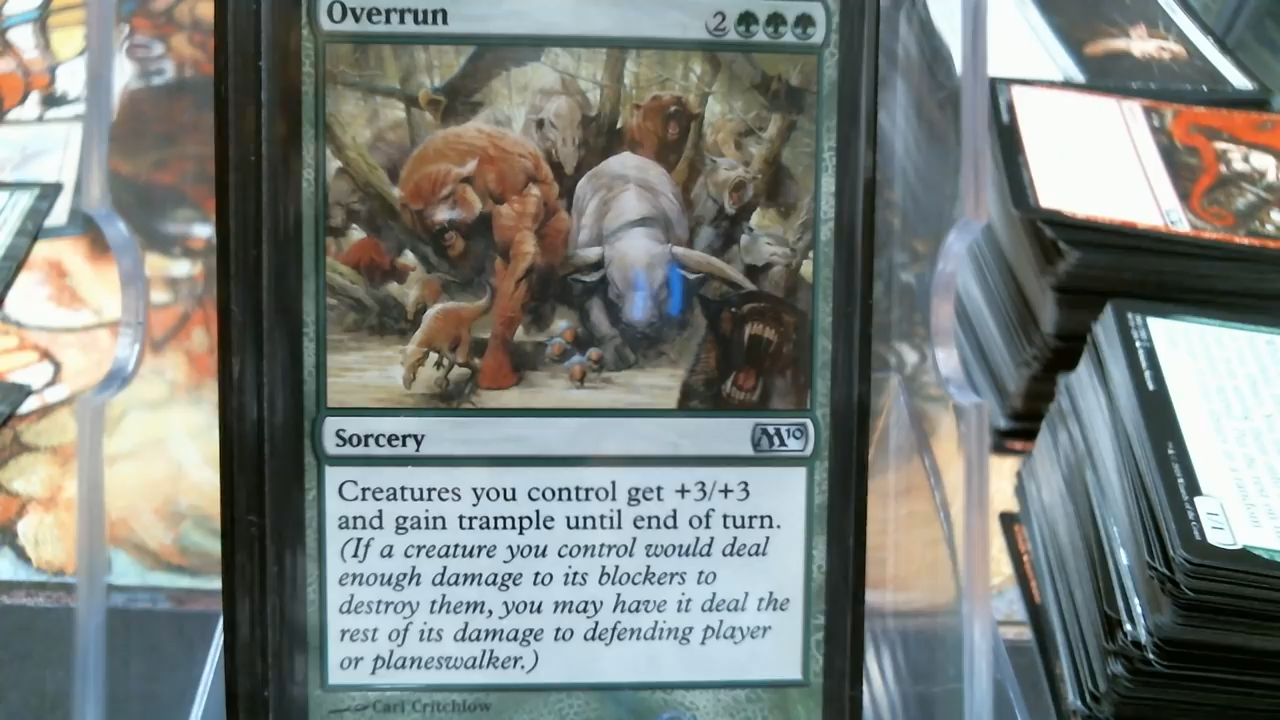 Overrun
2
Sorcery
M10
Creatures you control get +3/+3
and gain trample until end of turn.
(If a creature you control would deal
enough damage to its blockers to
destroy them, you may have it deal the
rest of its damage to defending player
or planeswalker.)
Carl Critchlow
1/1